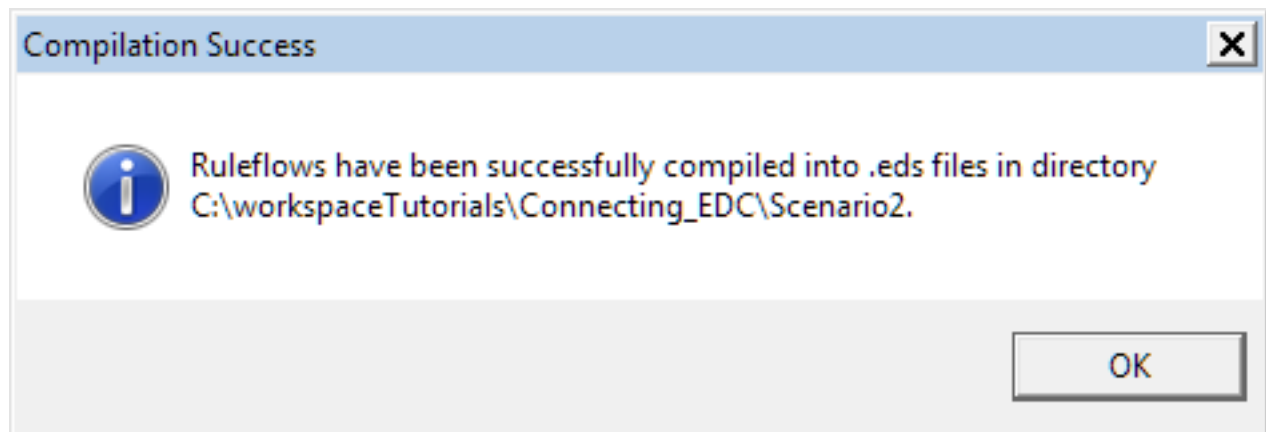 Compilation Success
Ruleflows have been successfully compiled into .eds files in directory
C:\workspaceTutorials\Connecting_EDC\Scenario2.
OK